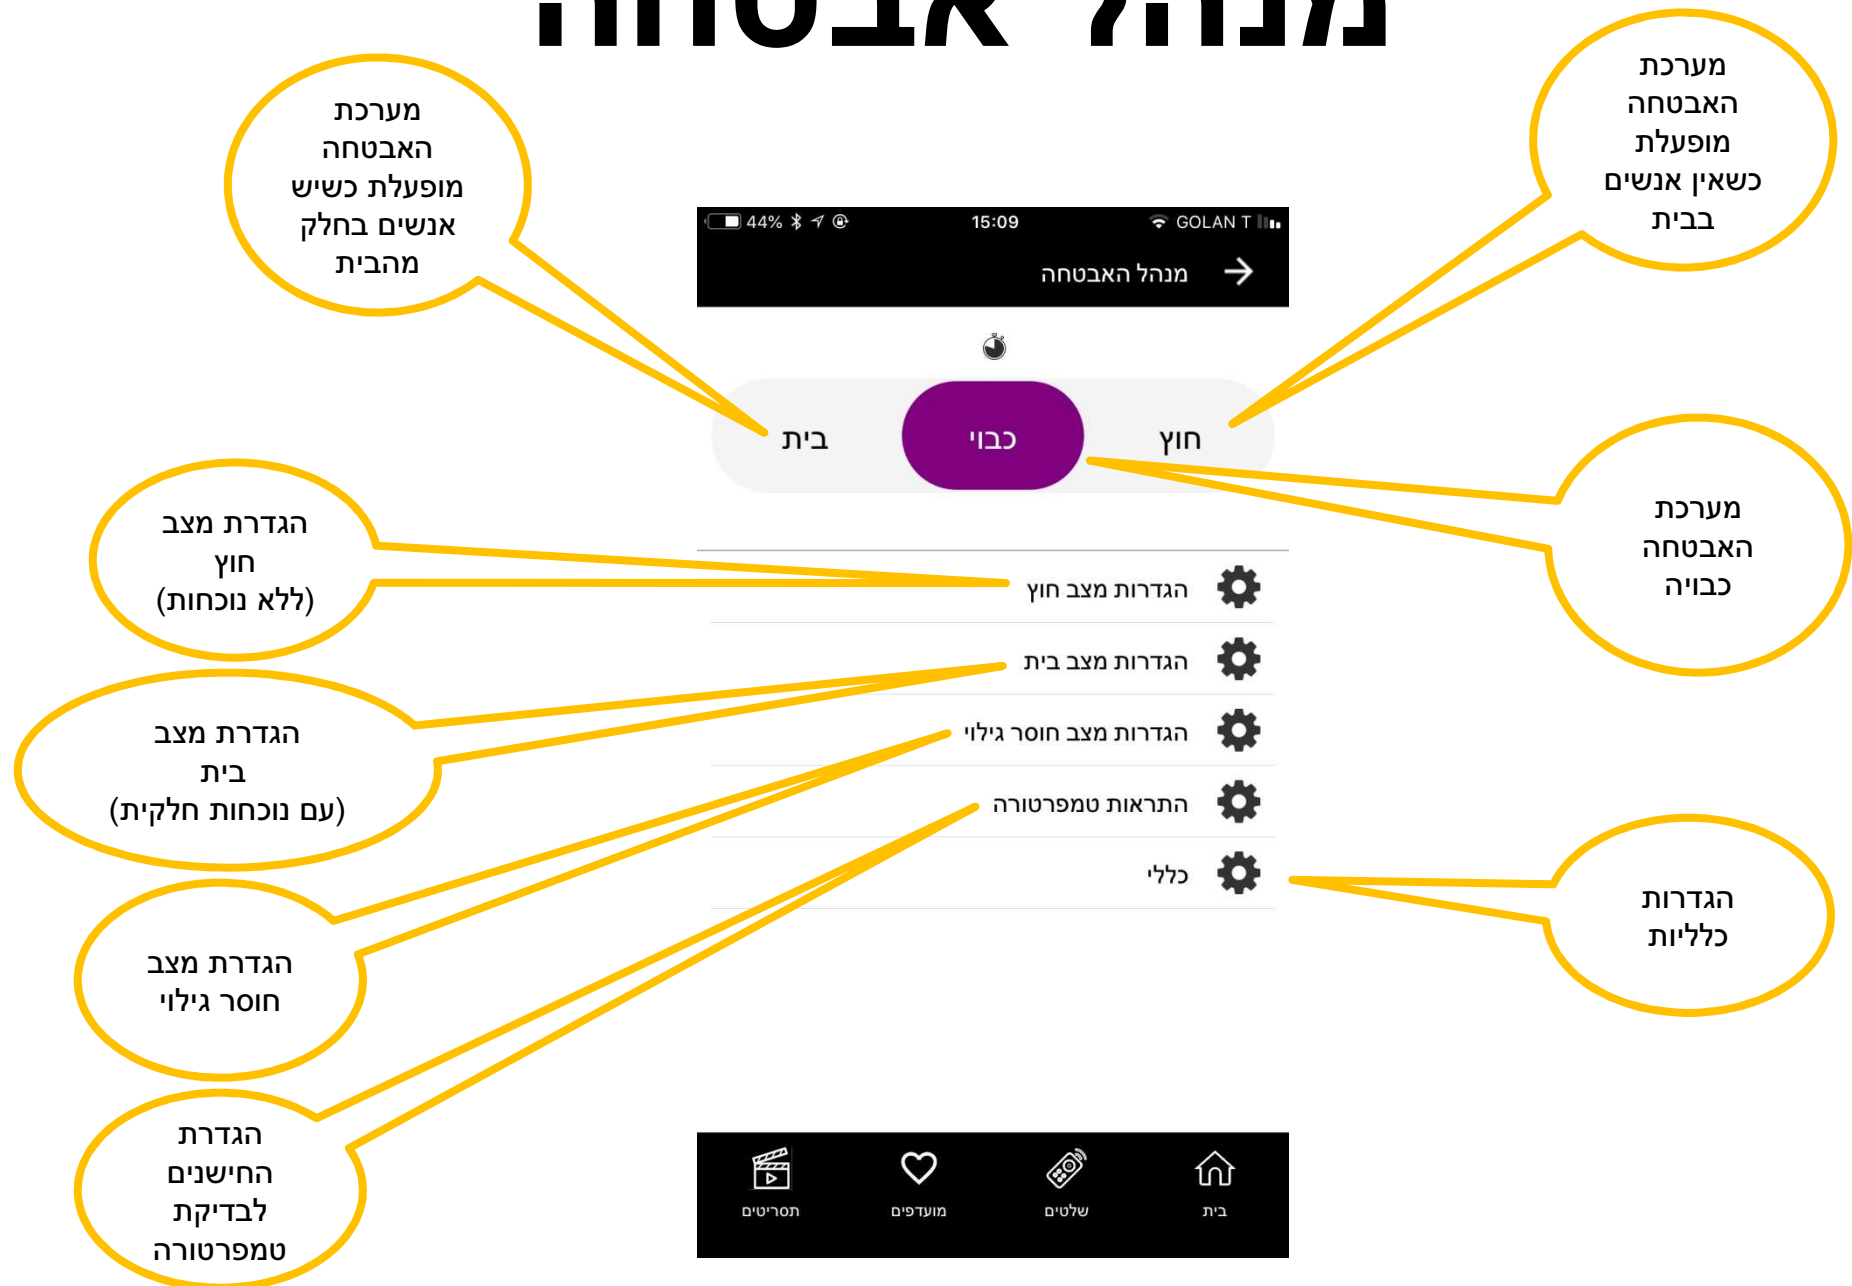 מנהל אבטחה
מערכת
האבטחה
מופעלת
כשאין אנשים
בבית
מערכת
האבטחה
מופעלת כשיש
אנשים בחלק
מהבית
44%
15:09
GOLAN T
מנהל האבטחה
חוץ
כבוי
בית
מערכת
האבטחה
כבויה
הגדרת מצב
חוץ
(ללא נוכחות)
הגדרות מצב חוץ
הגדרות מצב בית
הגדרות מצב חוסר גילוי
התראות טמפרטורה
כללי
הגדרת מצב
בית
(עם נוכחות חלקית)
הגדרות
כלליות
הגדרת מצב
חוסר גילוי
הגדרת
החישנים
לבדיקת
טמפרטורה
בית
שלטים
מועדפים
תסריטים